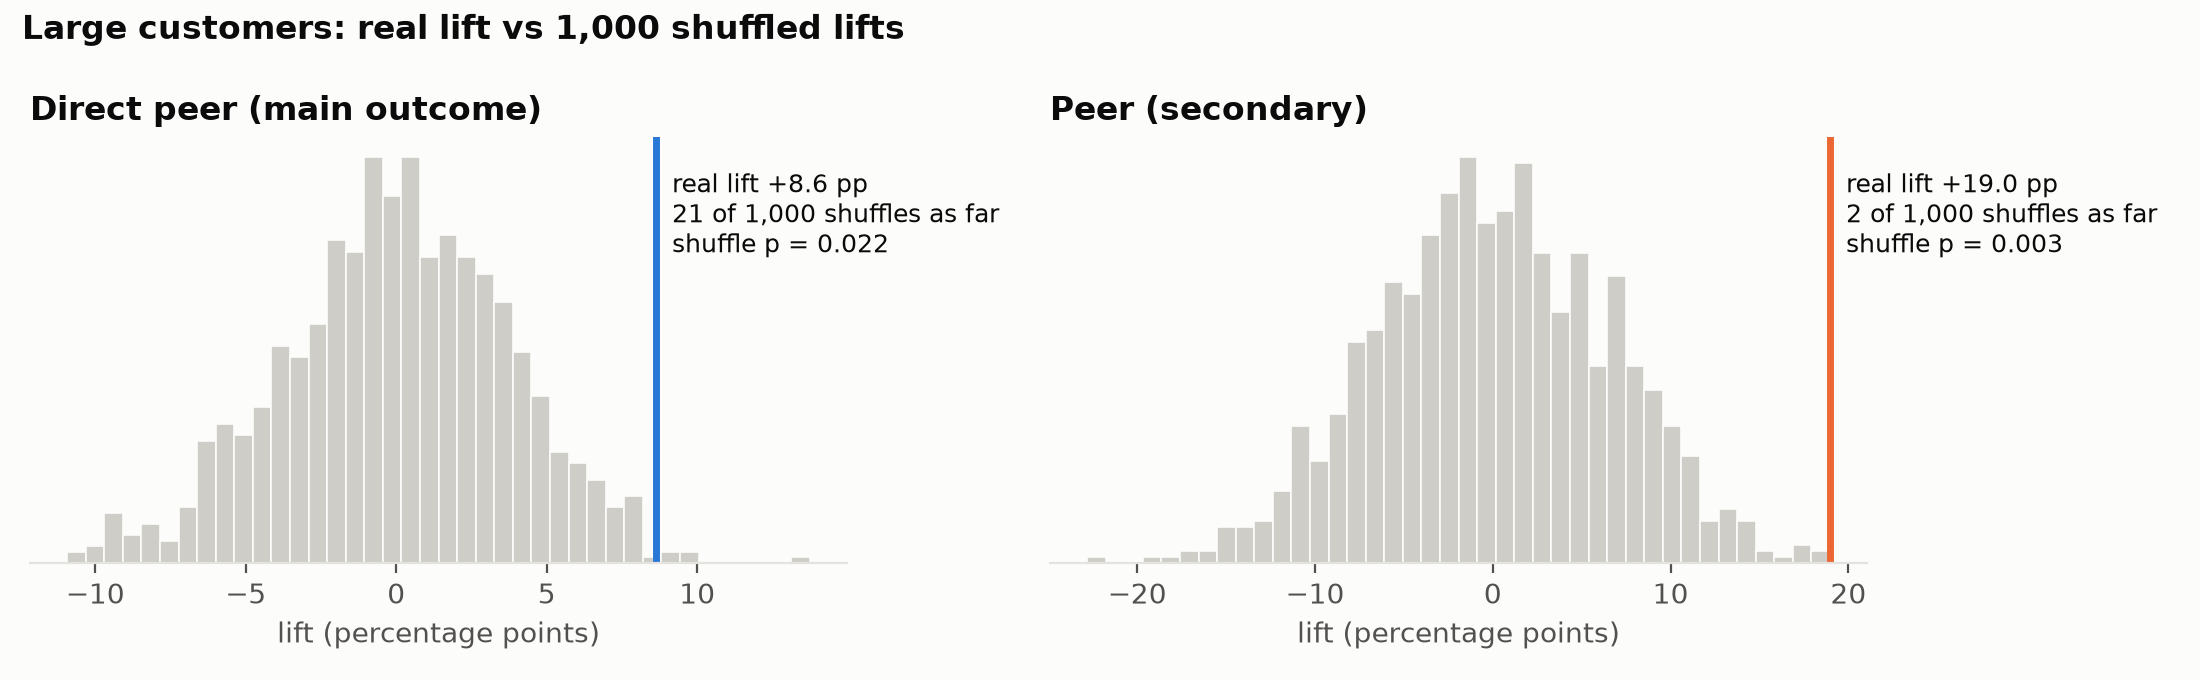 Large customers: real lift vs 1,000 shuffled lifts
Direct peer (main outcome)
real lift +8.6 pp
21 of 1,000 shuffles as far
shuffle p = 0.022
−10
−5
0
5
10
lift (percentage points)
Peer (secondary)
real lift +19.0 pp
2 of 1,000 shuffles as far
shuffle p = 0.003
−20
−10
0
10
20
lift (percentage points)